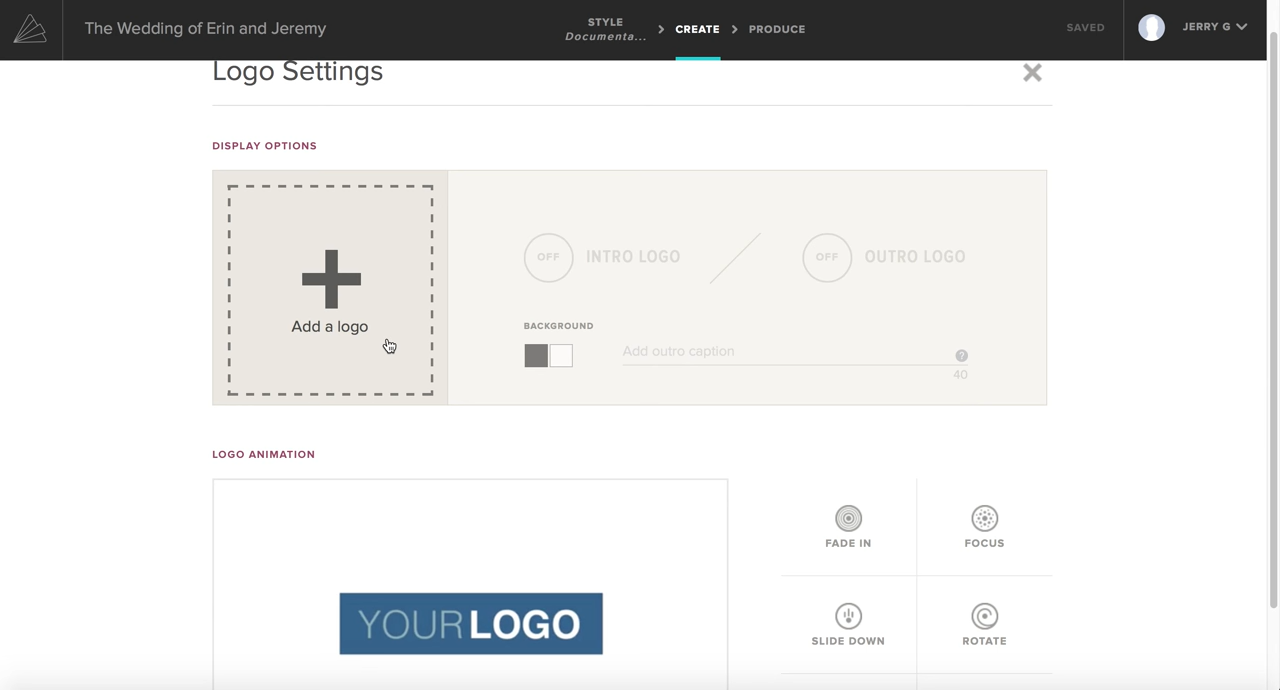 The Wedding of Erin and Jeremy
STYLE
Documenta...
CREATE
PRODUCE
SAVED
JERRY G
Logo Settings
DISPLAY OPTIONS
Add a logo
OFF INTRO LOGO
OFF OUTRO LOGO
BACKGROUND
Add outro caption
?
40
LOGO ANIMATION
YOURLOGO
FADE IN
FOCUS
SLIDE DOWN
ROTATE